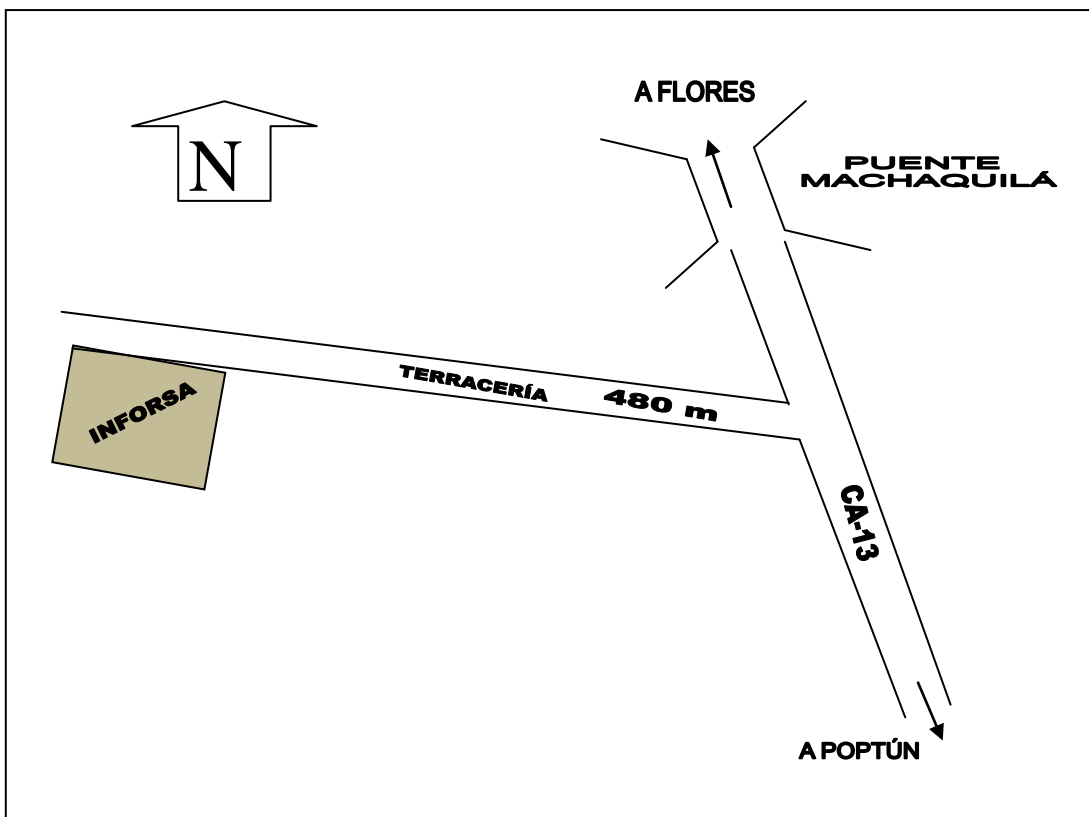 A FLORES
N
PUENTE
MACHAQUILÁ
TERRACERÍA 480 m
INFORSA
CA-13
A POPTÚN